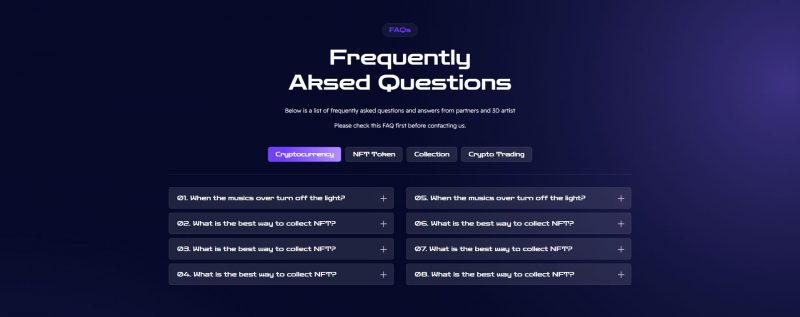 FAQs
Frequently
Aksed Questions
Below is a list of frequently asked questions and answers from partners and 3D artist
Please check this FAQ first before contacting us.
Cryptocurrency NFT Token Collection Crypto Trading
01. When the musics over turn off the light?
02. What is the best way to collect NFT?
03. What is the best way to collect NFT?
04. What is the best way to collect NFT?
05. When the musics over turn off the light?
06. What is the best way to collect NFT?
07. What is the best way to collect NFT?
08. What is the best way to collect NFT?